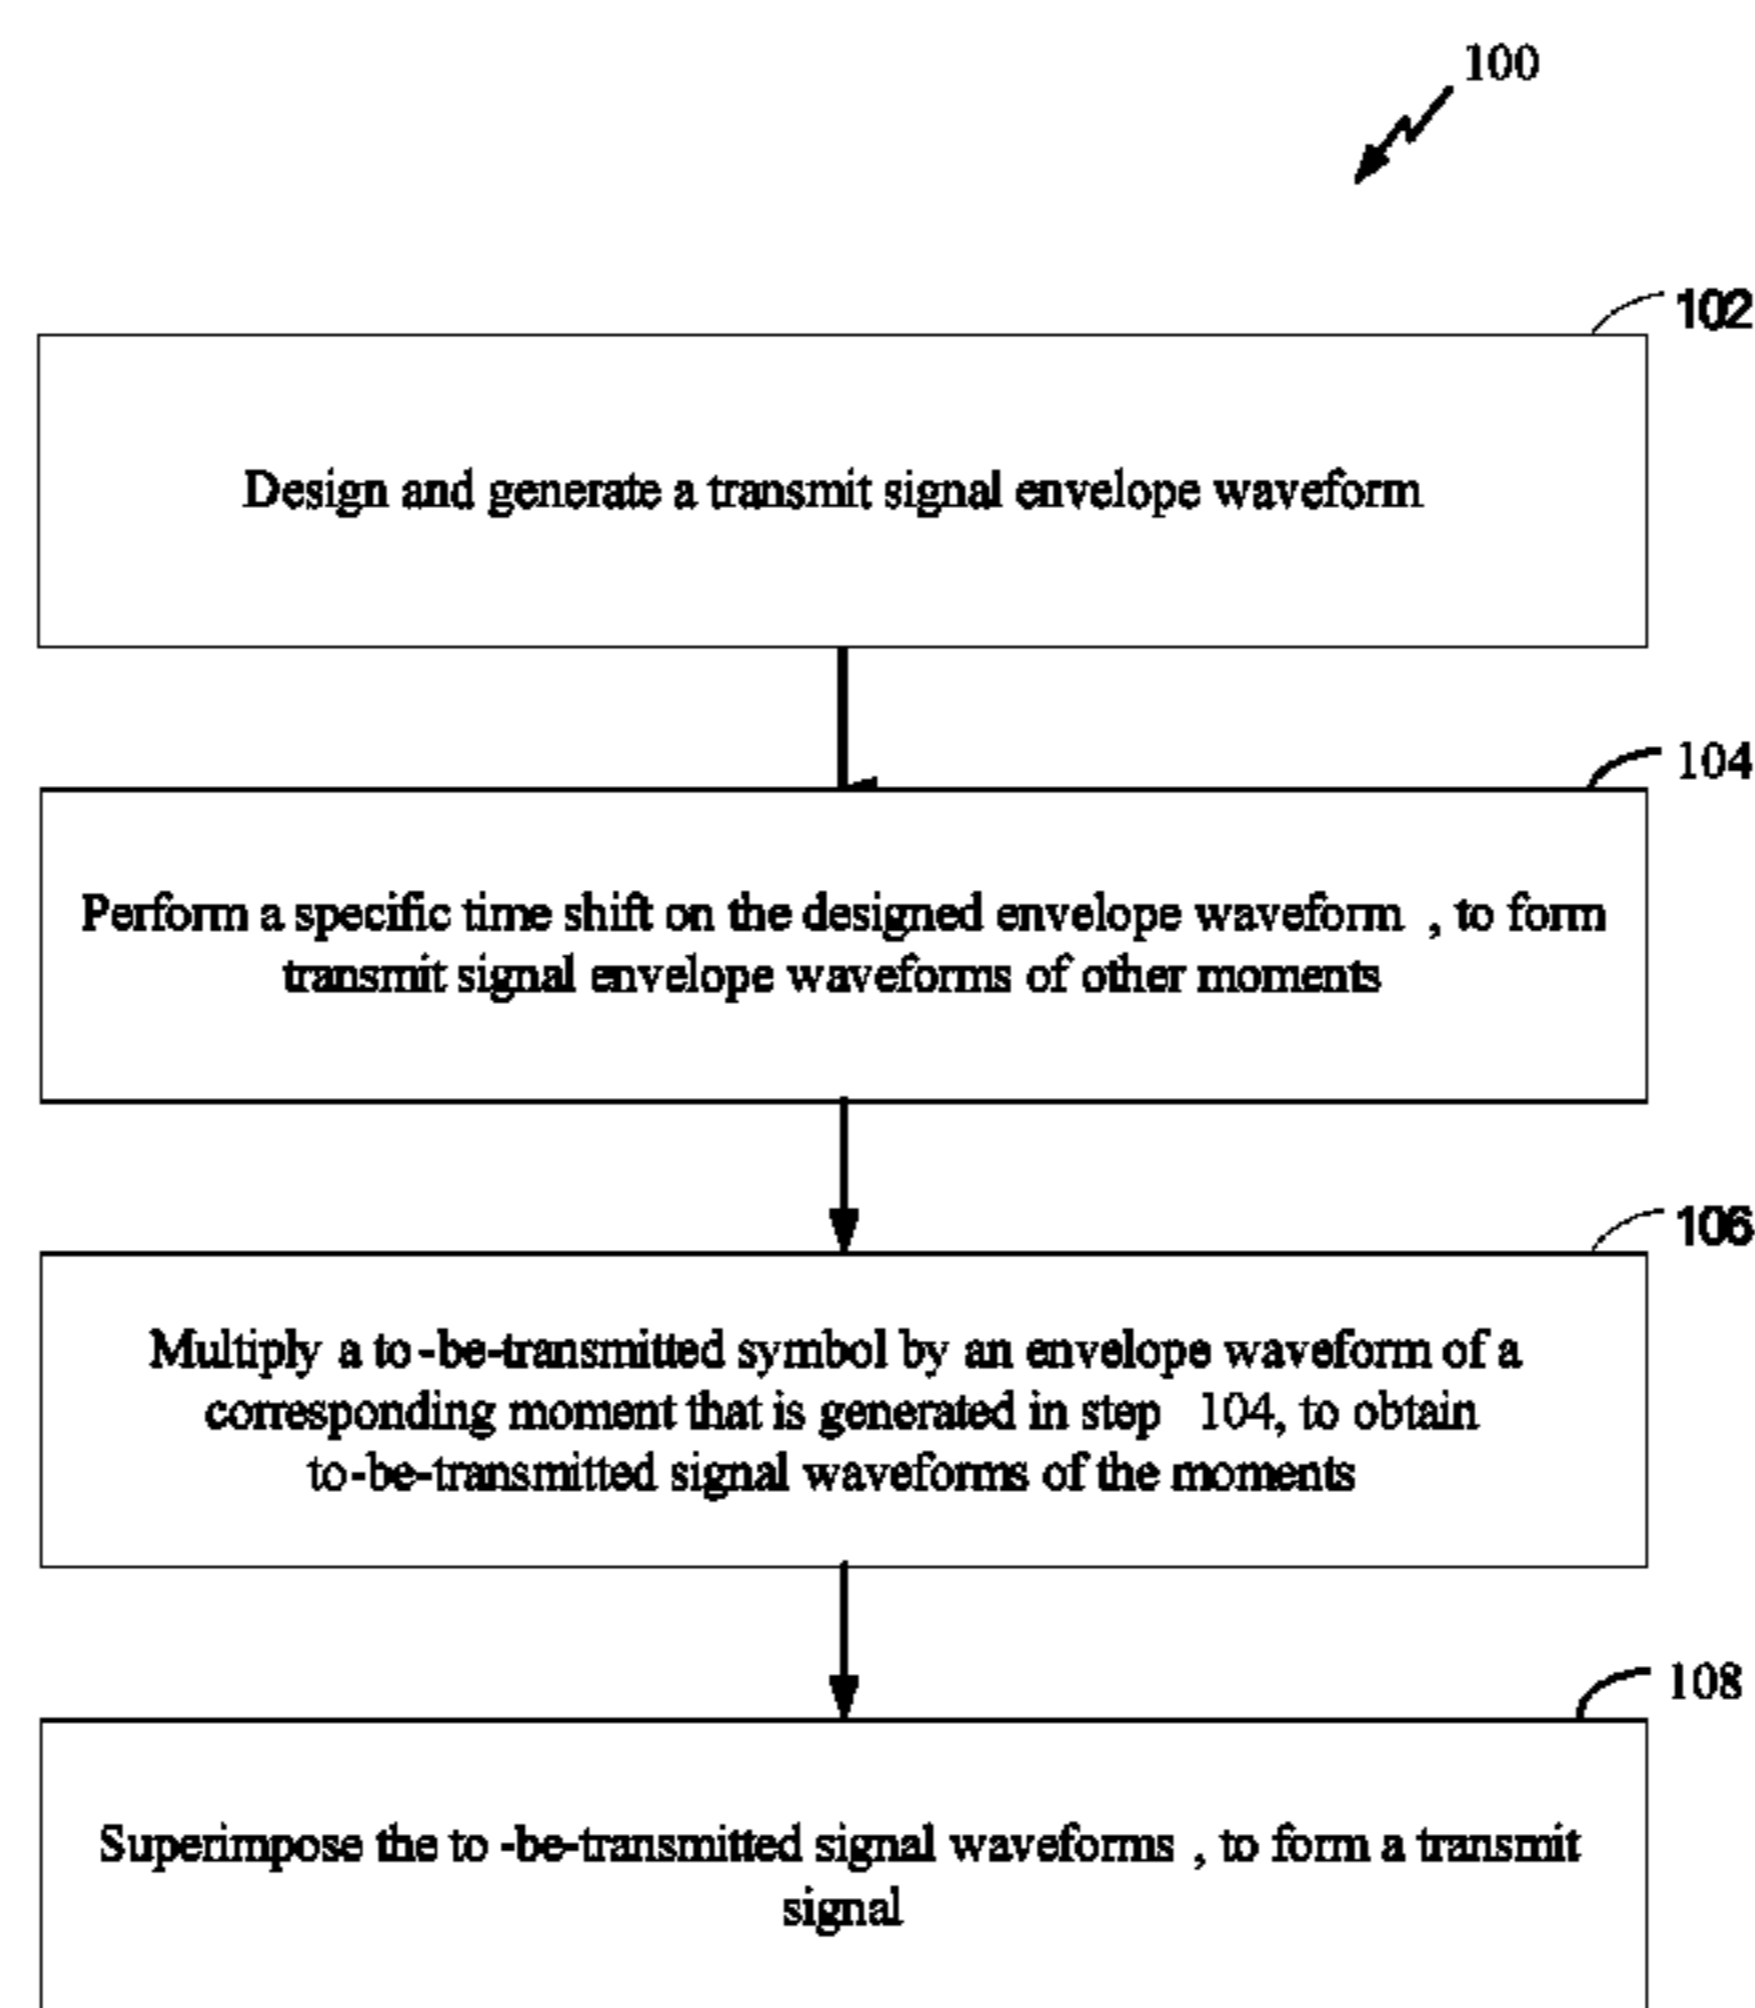 100
102
Design and generate a transmit signal envelope waveform
104
Perform a specific time shift on the designed envelope waveform , to form
transmit signal envelope waveforms of other moments
106
Multiply a to -be-transmitted symbol by an envelope waveform of a
corresponding moment that is generated in step 104, to obtain
to-be-transmitted signal waveforms of the moments
108
Superimpose the to -be-transmitted signal waveforms , to form a transmit
signal